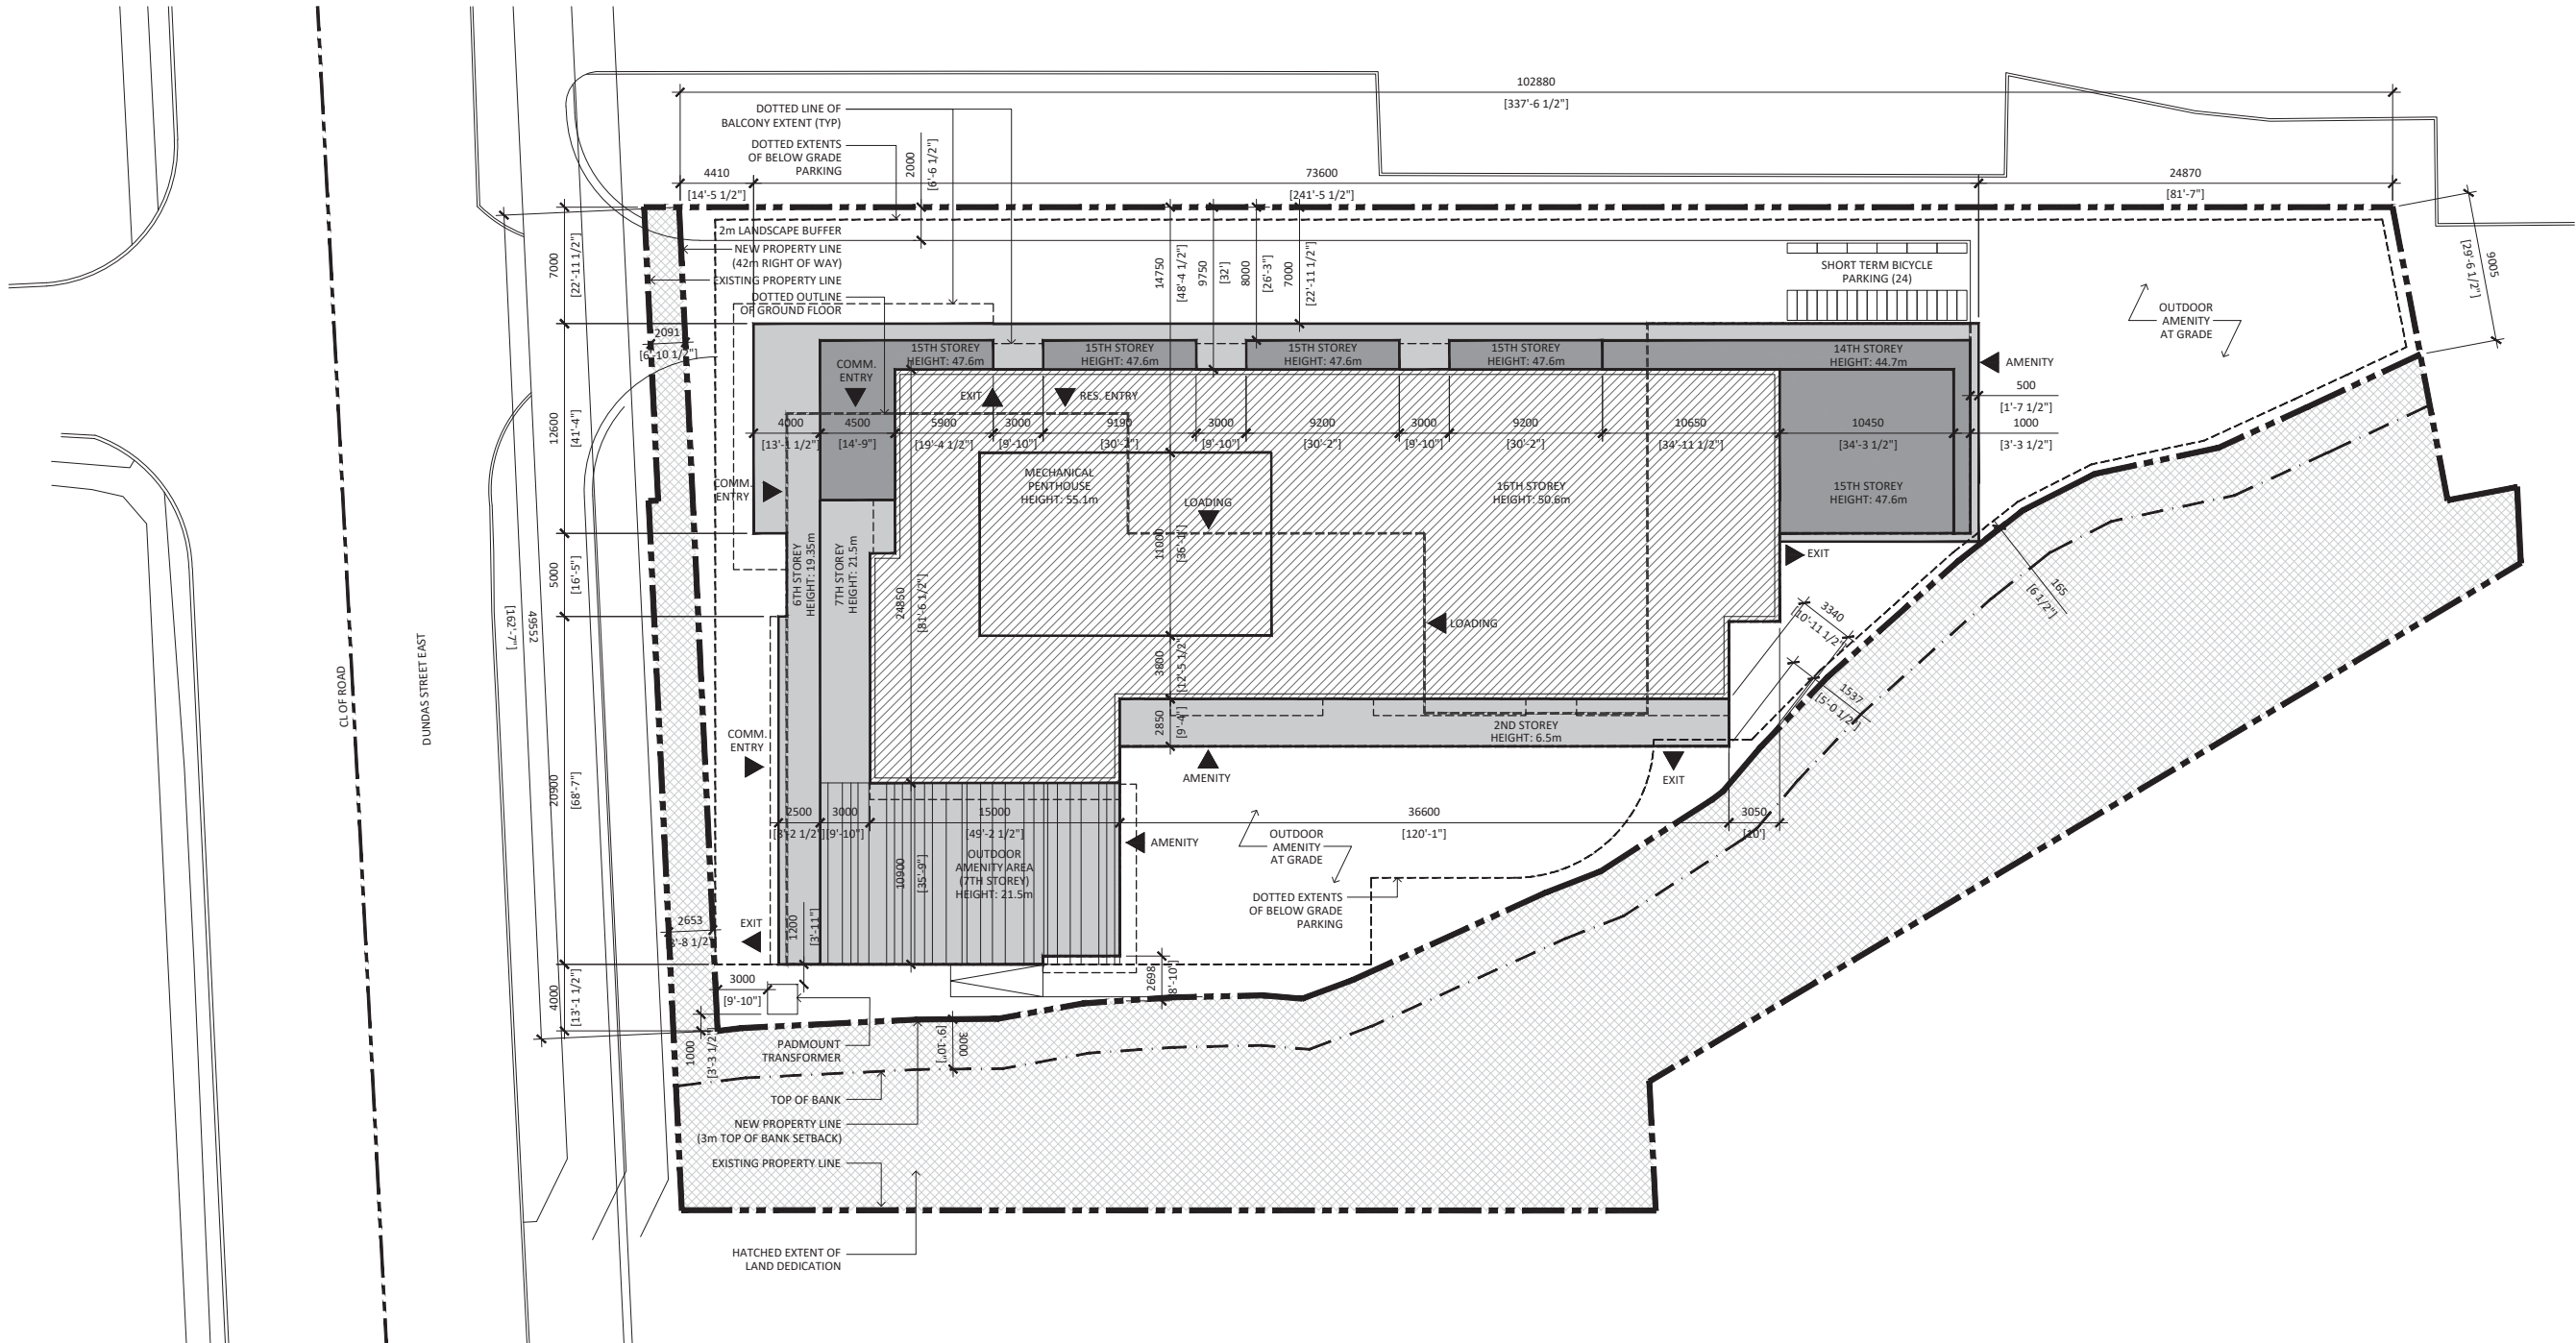 102880
[337'-6 1/2"]
DOTTED LINE OF
BALCONY EXTENT (TYP)
DOTTED EXTENTS
OF BELOW GRADE
PARKING
2000
[6'-6 1/2"]
4410
[14'-5 1/2"]
73600
[241'-5 1/2"]
24870
[81'-7"]
9005
[29'-6 1/2"]
2m LANDSCAPE BUFFER
NEW PROPERTY LINE
(42m RIGHT OF WAY)
EXISTING PROPERTY LINE
DOTTED OUTLINE
OF GROUND FLOOR
7000
[22'-11 1/2"]
14750
[48'-4 1/2"]
9750
[32']
8000
[26'-3"]
7000
[22'-11 1/2"]
SHORT TERM BICYCLE
PARKING (24)
OUTDOOR
AMENITY
AT GRADE
2091
[6'-10 1/2"]
15TH STOREY
HEIGHT: 47.6m
15TH STOREY
HEIGHT: 47.6m
15TH STOREY
HEIGHT: 47.6m
15TH STOREY
HEIGHT: 47.6m
14TH STOREY
HEIGHT: 44.7m
AMENITY
COMM.
ENTRY
EXIT
RES. ENTRY
500
[1'-7 1/2"]
12600
[41'-4"]
4000
[13'-1 1/2"]
4500
[14'-9"]
5900
[19'-4 1/2"]
3000
[9'-10"]
9190
3000
[9'-10"]
9200
[30'-2"]
3000
[9'-10"]
9200
[30'-2"]
10650
[34'-11 1/2"]
10450
[34'-3 1/2"]
1000
[3'-3 1/2"]
MECHANICAL
PENTHOUSE
HEIGHT: 55.1m
COMM.
ENTRY
LOADING
16TH STOREY
HEIGHT: 50.6m
15TH STOREY
HEIGHT: 47.6m
11000
[36'-1"]
6TH STOREY
HEIGHT: 19.35m
7TH STOREY
HEIGHT: 21.5m
EXIT
5000
[16'-5"]
165
[6 1/2"]
24850
[81'-6 1/2"]
49552
[162'-7"]
LOADING
3340
[10'-11 1/2"]
3800
[12'-5 1/2"]
1537
[5'-0 1/2"]
CL OF ROAD
DUNDAS STREET EAST
2850
[9'-4"]
2ND STOREY
HEIGHT: 6.5m
COMM.
ENTRY
AMENITY
EXIT
20900
[68'-7"]
2500
[8'-2 1/2"]
3000
[9'-10"]
15000
[49'-2 1/2"]
36600
[120'-1"]
3050
[10']
AMENITY
OUTDOOR
AMENITY
AT GRADE
OUTDOOR
AMENITY AREA
(7TH STOREY)
HEIGHT: 21.5m
10900
[35'-9"]
DOTTED EXTENTS
OF BELOW GRADE
PARKING
2653
EXIT
1200
[3'-11"]
2698
[8'-10"]
3000
[9'-10"]
4000
[13'-1 1/2"]
1000
[3'-3 1/2"]
PADMOUNT
TRANSFORMER
3000
[9'-10"]
TOP OF BANK
NEW PROPERTY LINE
(3m TOP OF BANK SETBACK)
EXISTING PROPERTY LINE
HATCHED EXTENT OF
LAND DEDICATION